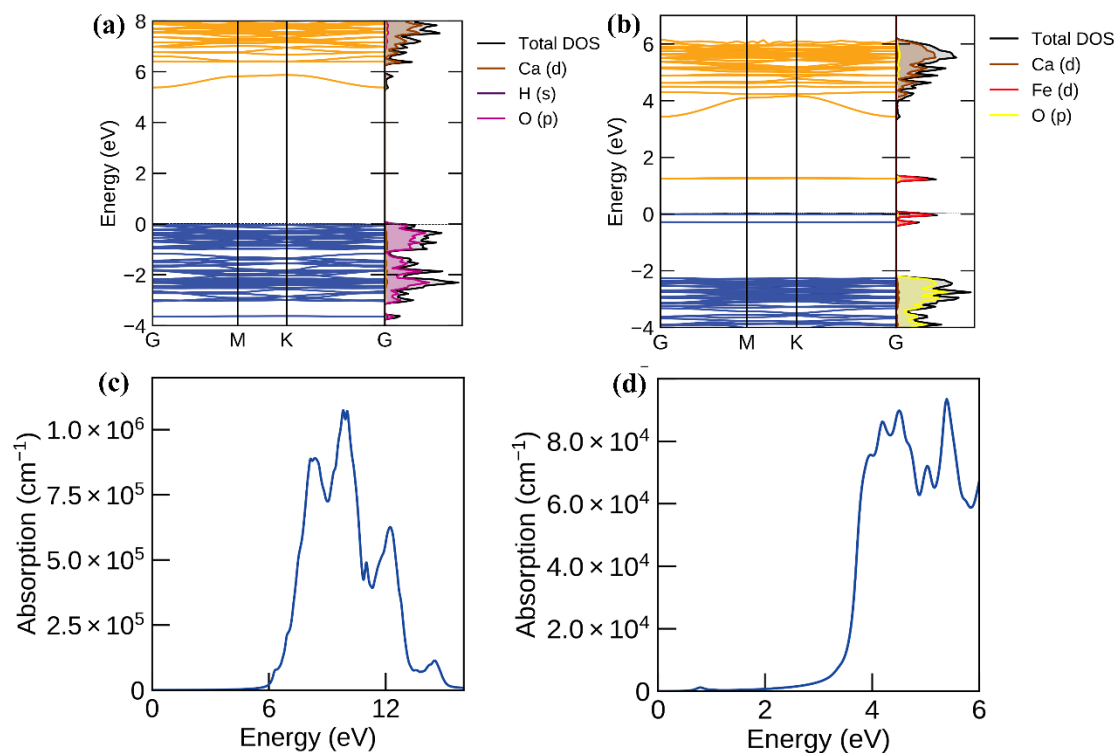 (a)
8
6
4
2
0
−2
−4
Energy (eV)
G M K G
Total DOS
Ca (d)
H (s)
O (p)
(b)
6
4
2
0
−2
−4
Energy (eV)
G M K G
Total DOS
Ca (d)
Fe (d)
O (p)
(c)
1.0×10⁶
7.5×10⁵
5.0×10⁵
2.5×10⁵
0
Absorption (cm⁻¹)
0 6 12
Energy (eV)
(d)
8.0×10⁴
6.0×10⁴
4.0×10⁴
2.0×10⁴
0
Absorption (cm⁻¹)
0 2 4 6
Energy (eV)